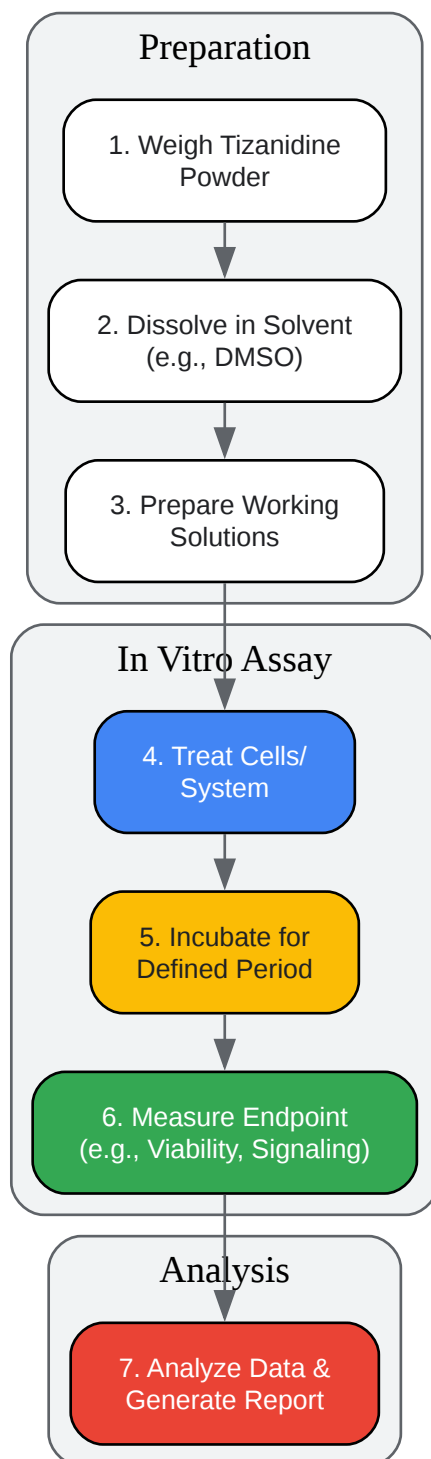 Preparation
1. Weigh Tizanidine
Powder
2. Dissolve in Solvent
(e.g., DMSO)
3. Prepare Working
Solutions
In Vitro Assay
4. Treat Cells/
System
5. Incubate for
Defined Period
6. Measure Endpoint
(e.g., Viability, Signaling)
Analysis
7. Analyze Data &
Generate Report